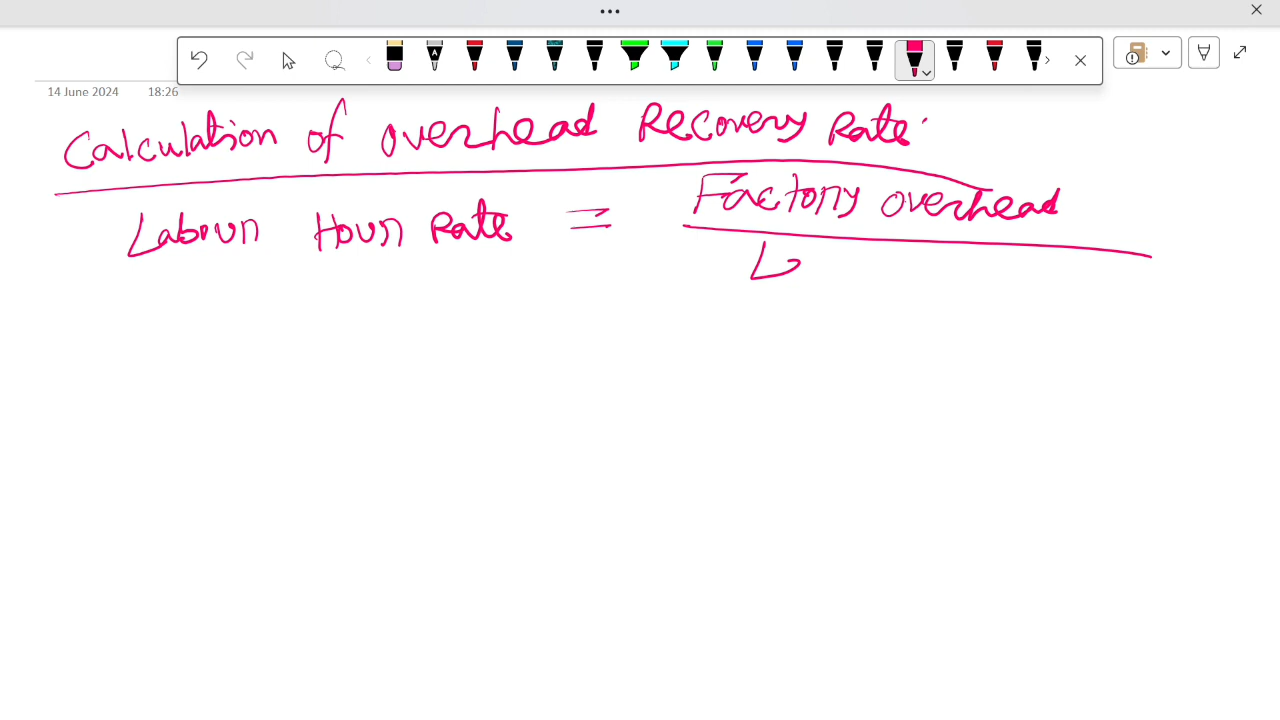 14 June 2024 18:26
Calculation of overhead Recovery Rate.
Labour Hour Rate = Factory overhead
L